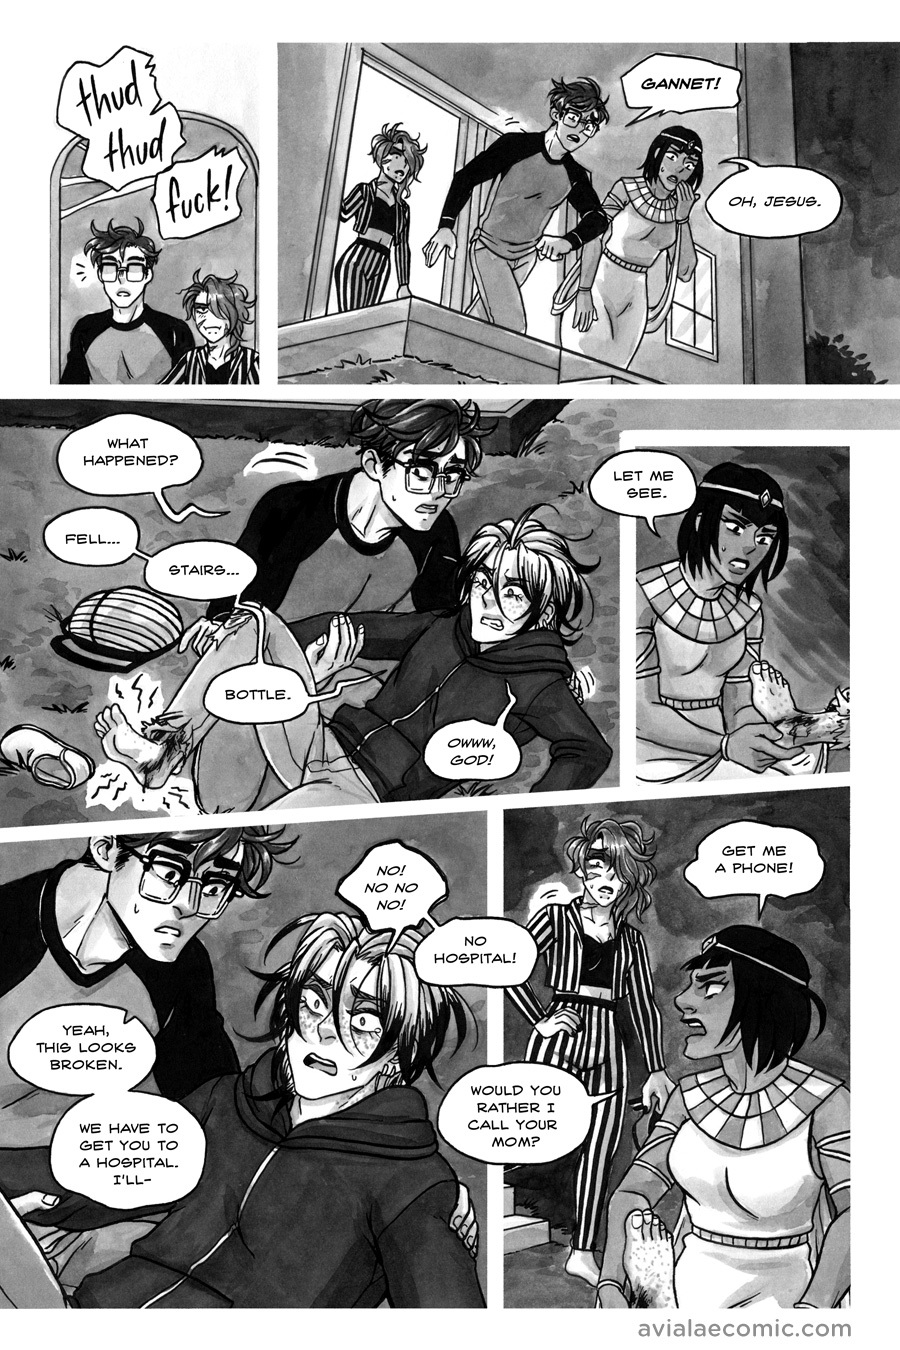 thud
thud
fuck!
GANNET!
OH, JESUS.
WHAT
HAPPENED?
FELL...
STAIRS...
BOTTLE.
OWWW,
GOD!
LET ME
SEE.
YEAH,
THIS LOOKS
BROKEN.
WE HAVE TO
GET YOU TO
A HOSPITAL.
I'LL-
NO!
NO NO
NO!
NO
HOSPITAL!
GET ME
A PHONE!
WOULD YOU
RATHER I
CALL YOUR
MOM?
avialaecomic.com